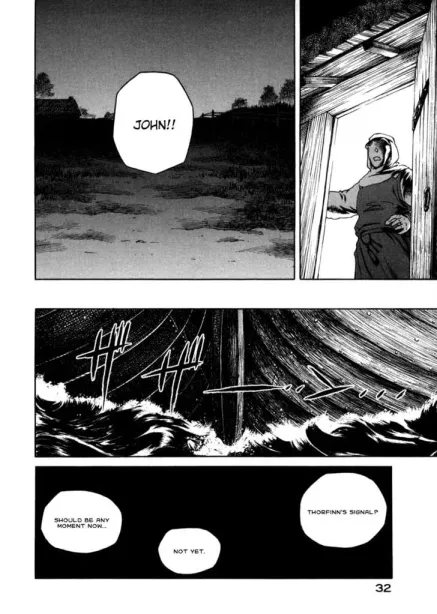 JOHN!!
THORFINN'S SIGNAL?
NOT YET.
SHOULD BE ANY
MOMENT NOW...
32